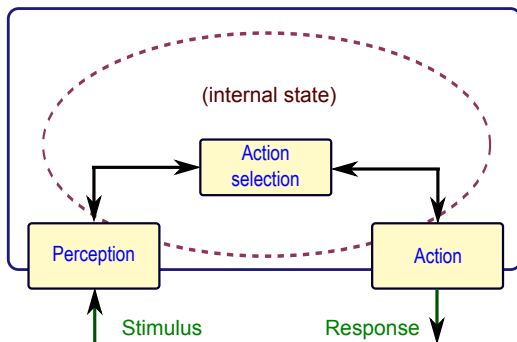 (internal state)
Action
selection
Perception
Action
Stimulus
Response